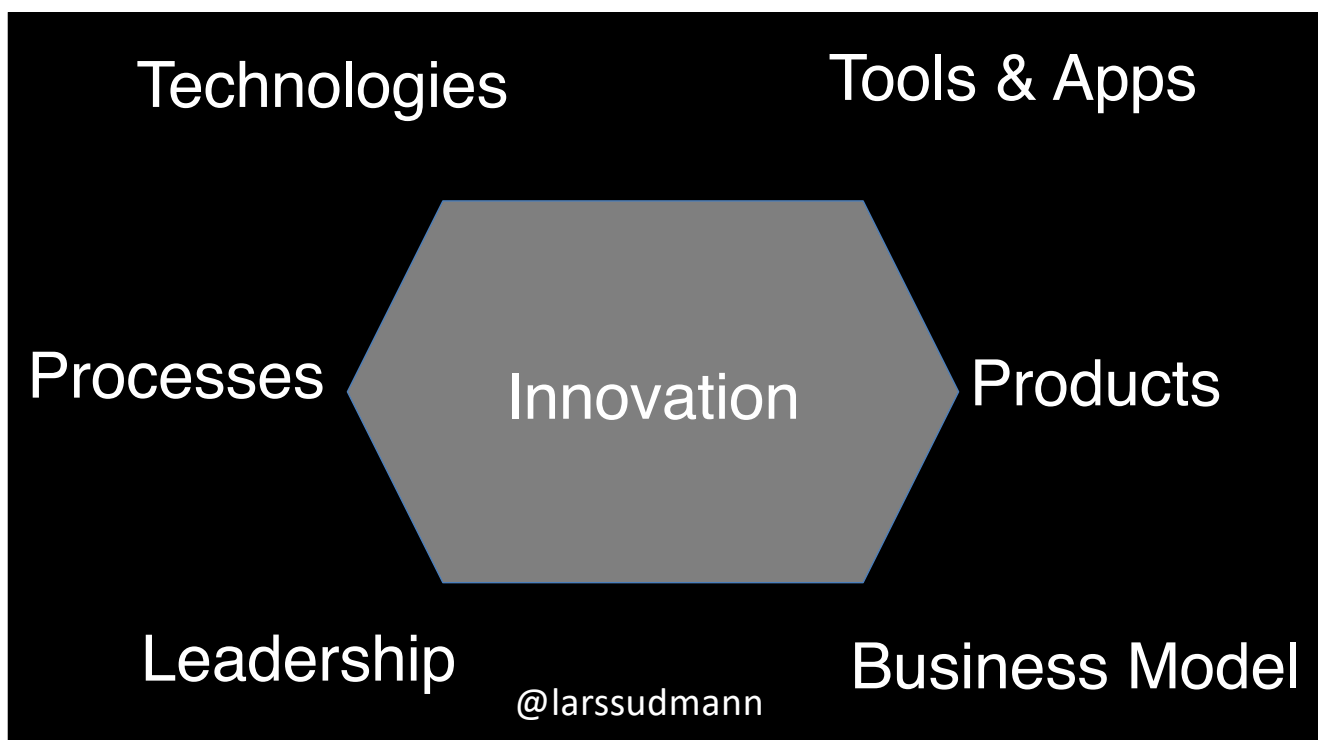 Technologies
Tools & Apps
Processes
Innovation
Products
Leadership
Business Model
@larssudmann